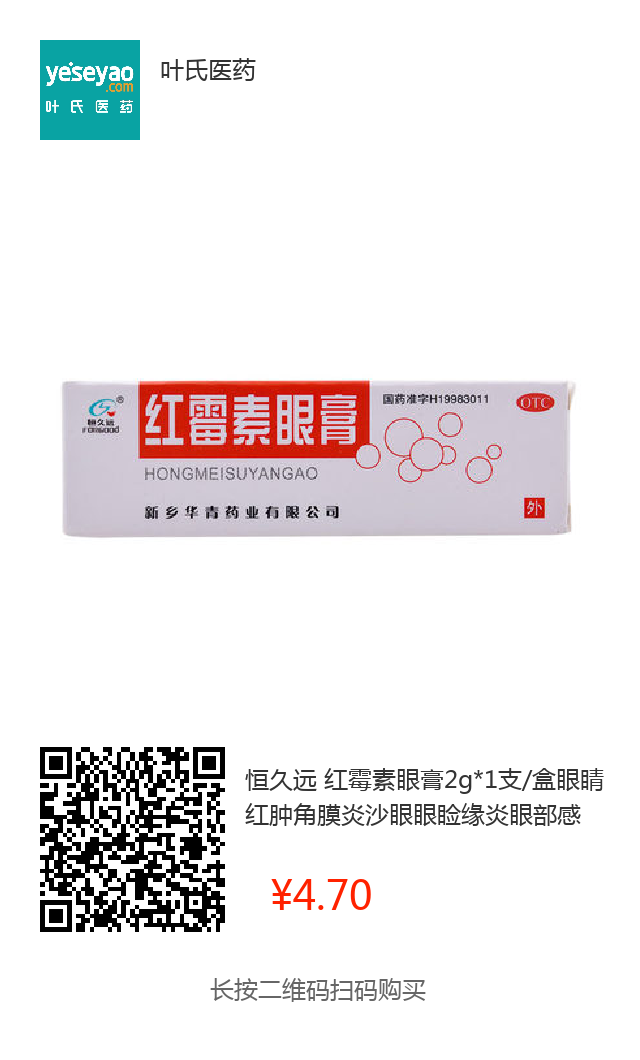 yeseyao
.com
叶氏医药
叶氏医药
恒久远
FOREGOOD
®
红霉素眼膏
国药准字H19983011
OTC
HONGMEISUYANGAO
新乡华青药业有限公司
外
恒久远 红霉素眼膏2g*1支/盒眼睛
红肿角膜炎沙眼眼睑缘炎眼部感
¥4.70
长按二维码扫码购买